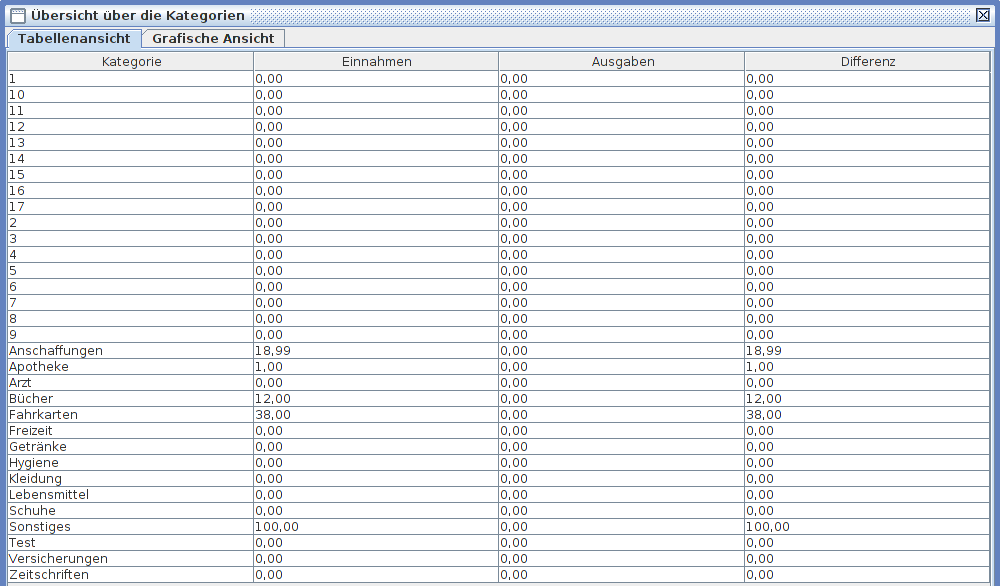 Übersicht über die Kategorien
Tabellenansicht Grafische Ansicht
Kategorie Einnahmen Ausgaben Differenz
1 0,00 0,00 0,00
10 0,00 0,00 0,00
11 0,00 0,00 0,00
12 0,00 0,00 0,00
13 0,00 0,00 0,00
14 0,00 0,00 0,00
15 0,00 0,00 0,00
16 0,00 0,00 0,00
17 0,00 0,00 0,00
2 0,00 0,00 0,00
3 0,00 0,00 0,00
4 0,00 0,00 0,00
5 0,00 0,00 0,00
6 0,00 0,00 0,00
7 0,00 0,00 0,00
8 0,00 0,00 0,00
9 0,00 0,00 0,00
Anschaffungen 18,99 0,00 18,99
Apotheke 1,00 0,00 1,00
Arzt 0,00 0,00 0,00
Bücher 12,00 0,00 12,00
Fahrkarten 38,00 0,00 38,00
Freizeit 0,00 0,00 0,00
Getränke 0,00 0,00 0,00
Hygiene 0,00 0,00 0,00
Kleidung 0,00 0,00 0,00
Lebensmittel 0,00 0,00 0,00
Schuhe 0,00 0,00 0,00
Sonstiges 100,00 0,00 100,00
Test 0,00 0,00 0,00
Versicherungen 0,00 0,00 0,00
Zeitschriften 0,00 0,00 0,00